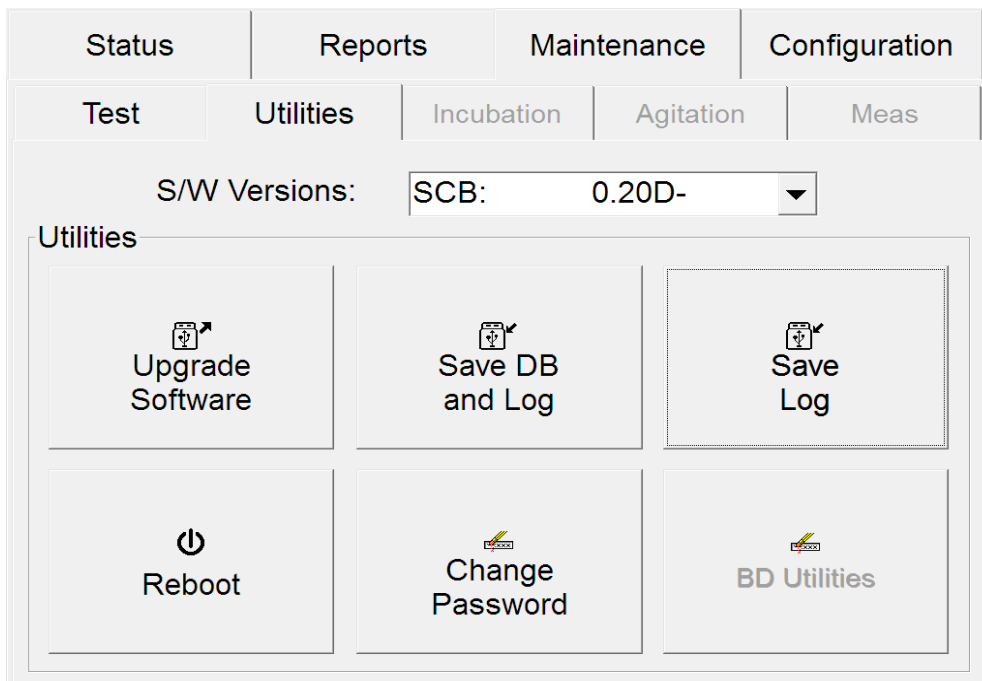 Status Reports Maintenance Configuration
Test Utilities Incubation Agitation Meas
S/W Versions: SCB: 0.20D-
Utilities
Upgrade
Software
Save DB
and Log
Save
Log
Reboot
Change
Password
BD Utilities